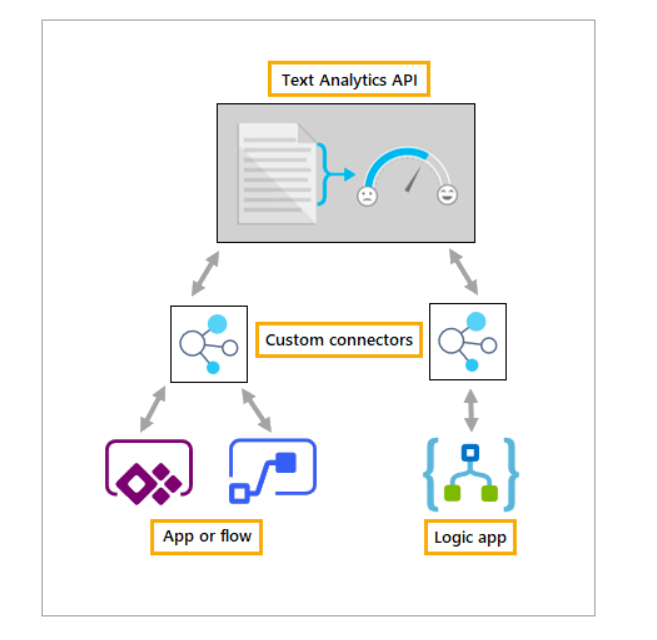 Text Analytics API
Custom connectors
App or flow
Logic app